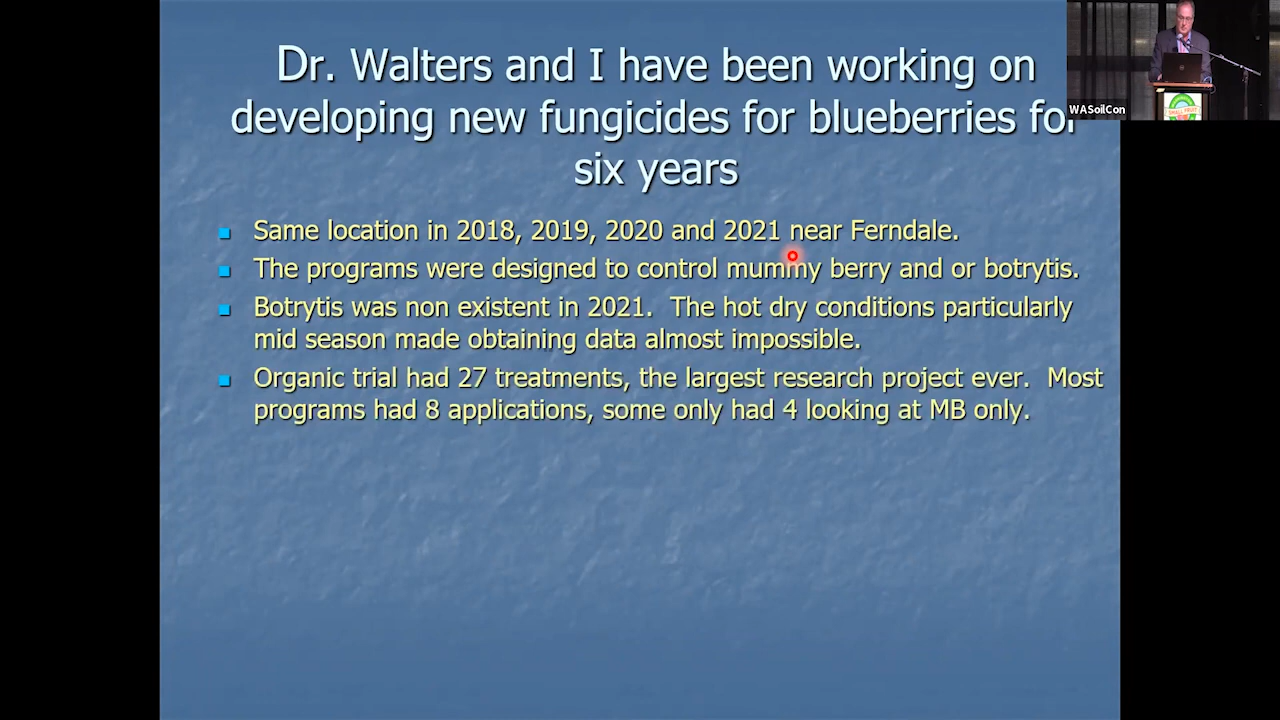 Dr. Walters and I have been working on
developing new fungicides for blueberries for
six years
WASoilCon
Same location in 2018, 2019, 2020 and 2021 near Ferndale.
The programs were designed to control mummy berry and or botrytis.
Botrytis was non existent in 2021. The hot dry conditions particularly
mid season made obtaining data almost impossible.
Organic trial had 27 treatments, the largest research project ever. Most
programs had 8 applications, some only had 4 looking at MB only.